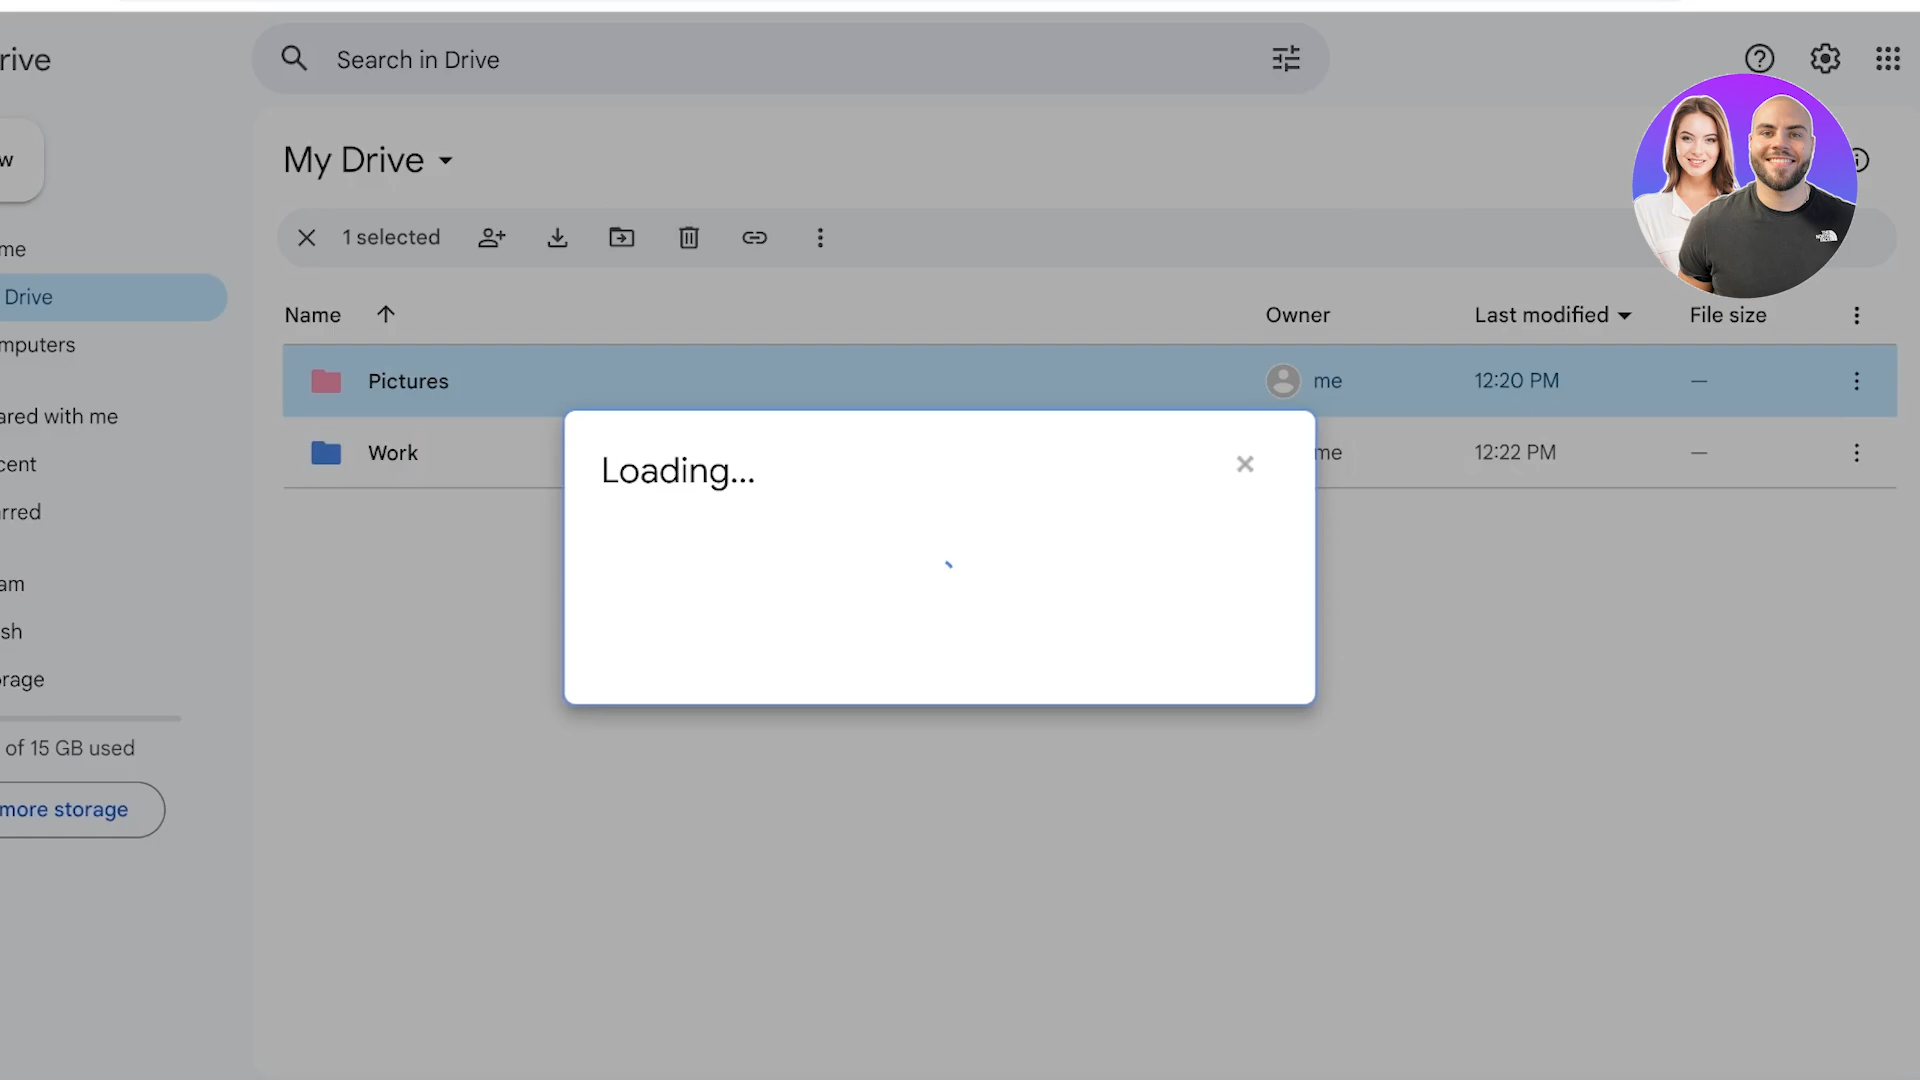 rive
Search in Drive
w
My Drive
1 selected
me
Drive
mputers
ared with me
cent
rred
am
sh
rage
of 15 GB used
more storage
Name
Owner
Last modified
File size
Pictures
me
12:20 PM
—
Work
me
12:22 PM
—
Loading...